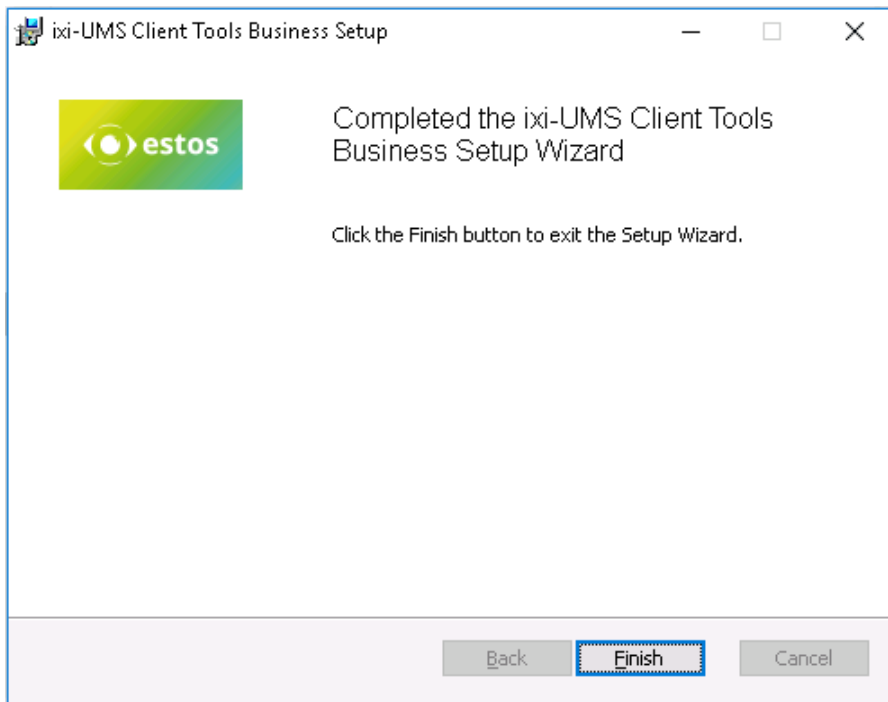 ixi-UMS Client Tools Business Setup
estos
Completed the ixi-UMS Client Tools
Business Setup Wizard
Click the Finish button to exit the Setup Wizard.
Back
Finish
Cancel